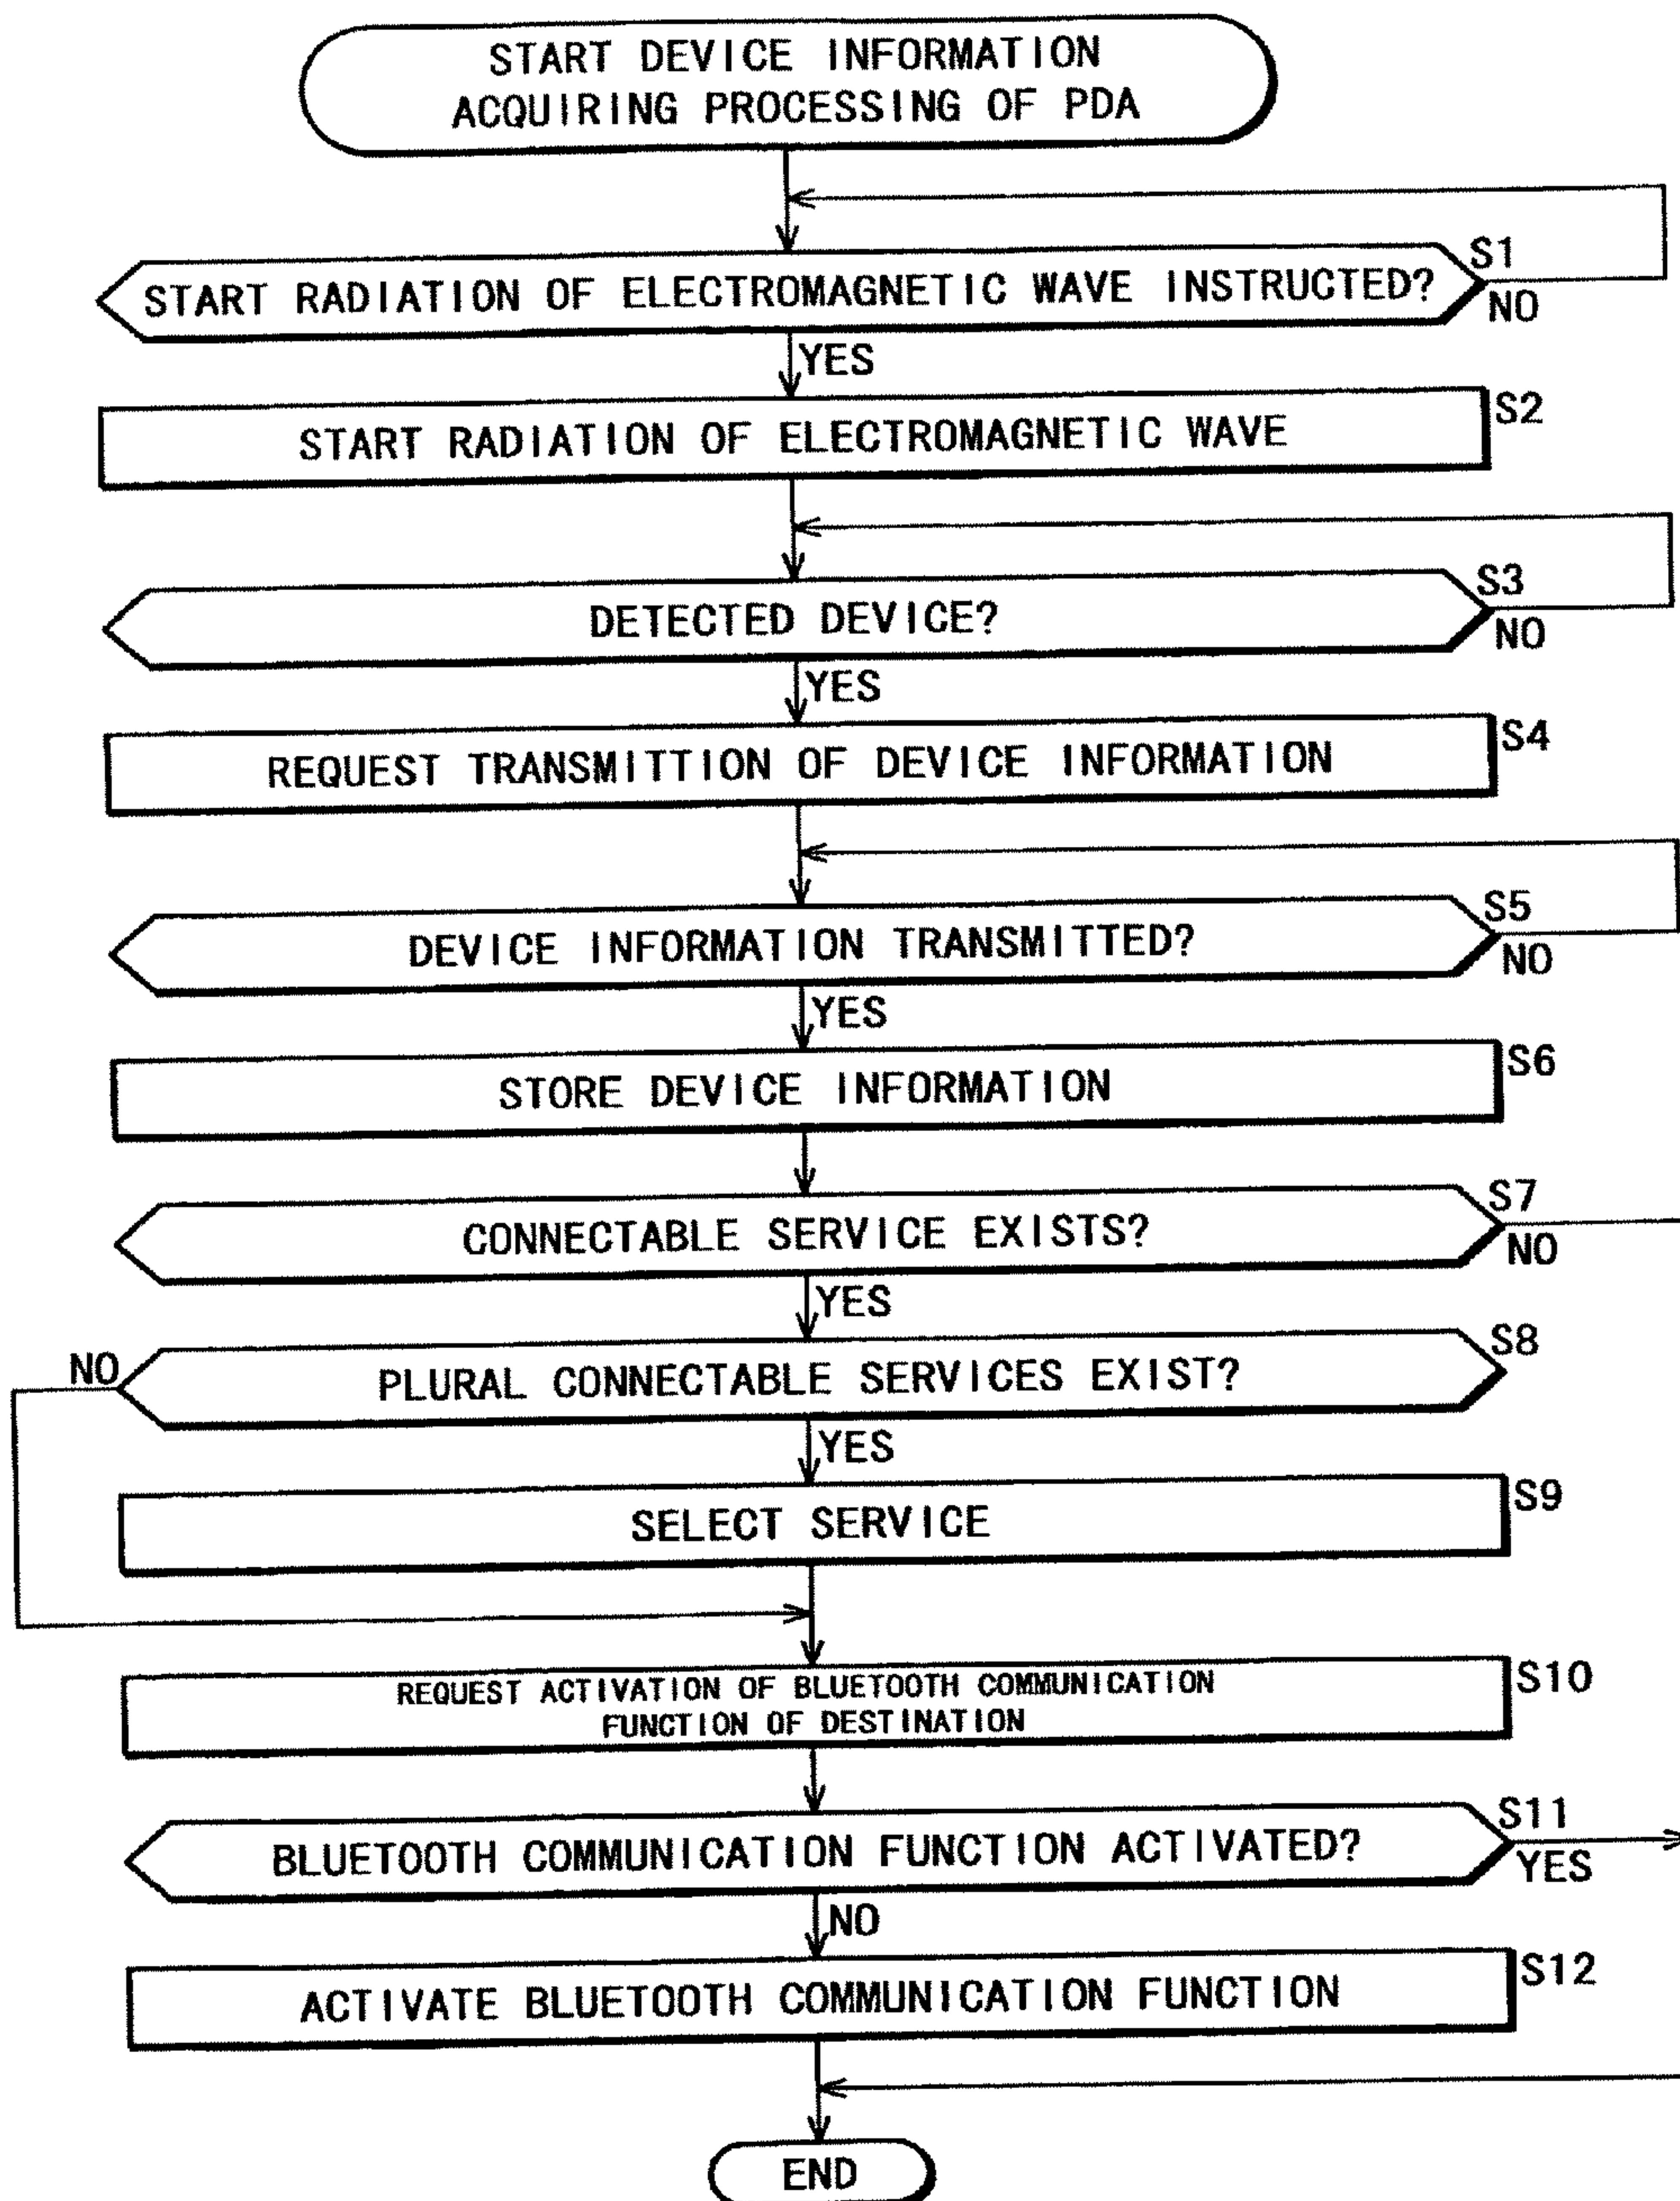 START DEVICE INFORMATION
ACQUIRING PROCESSING OF PDA
S1
START RADIATION OF ELECTROMAGNETIC WAVE INSTRUCTED?
NO
YES
S2
START RADIATION OF ELECTROMAGNETIC WAVE
S3
DETECTED DEVICE?
NO
YES
S4
REQUEST TRANSMITTION OF DEVICE INFORMATION
S5
DEVICE INFORMATION TRANSMITTED?
NO
YES
S6
STORE DEVICE INFORMATION
S7
CONNECTABLE SERVICE EXISTS?
NO
YES
S8
NO
PLURAL CONNECTABLE SERVICES EXIST?
YES
S9
SELECT SERVICE
S10
REQUEST ACTIVATION OF BLUETOOTH COMMUNICATION
FUNCTION OF DESTINATION
S11
BLUETOOTH COMMUNICATION FUNCTION ACTIVATED?
YES
NO
S12
ACTIVATE BLUETOOTH COMMUNICATION FUNCTION
END